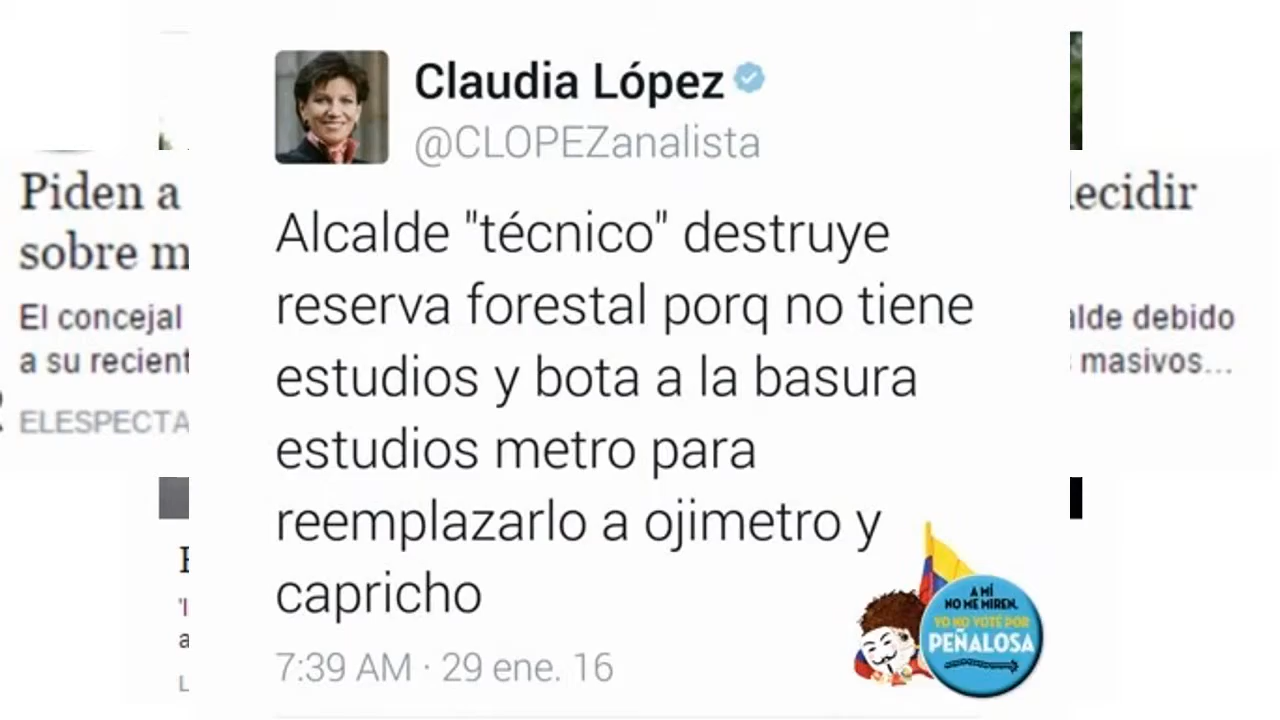 Claudia López
@CLOPEZanalista
Alcalde "técnico" destruye
reserva forestal porq no tiene
estudios y bota a la basura
estudios metro para
reemplazarlo a ojimetro y
capricho
7:39 AM · 29 ene. 16
A MÍ
NO ME MIREN.
YO NO VOTÉ POR
PEÑALOSA
Piden a
sobre m
El concejal
a su recient
ELESPECTA
lecidir
alde debido
masivos...